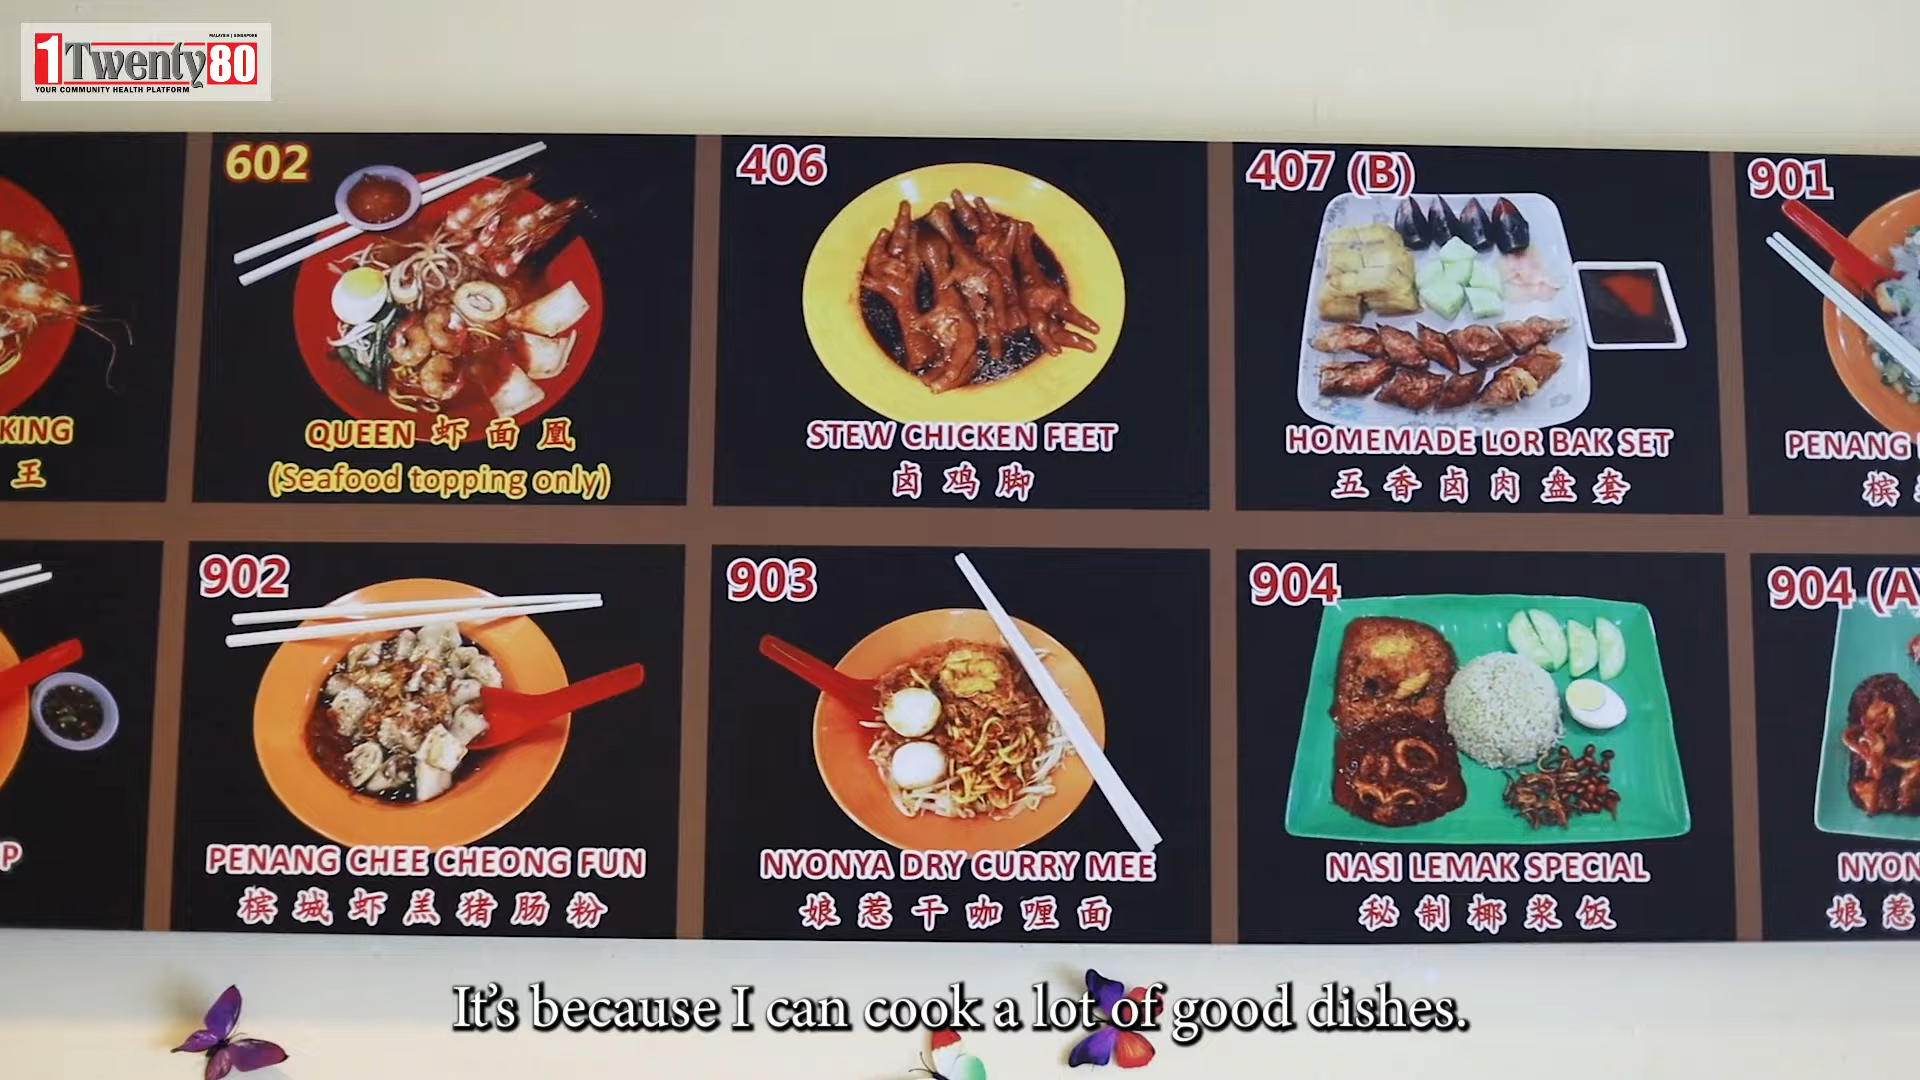 MALAYSIA | SINGAPORE
1Twenty80
YOUR COMMUNITY HEALTH PLATFORM
KING
王
602
QUEEN 虾面凰
(Seafood topping only)
406
STEW CHICKEN FEET
卤鸡脚
407 (B)
HOMEMADE LOR BAK SET
五香卤肉盘套
901
PENANG
槟
P
902
PENANG CHEE CHEONG FUN
槟城虾羔猪肠粉
903
NYONYA DRY CURRY MEE
娘惹干咖喱面
904
NASI LEMAK SPECIAL
秘制椰浆饭
904 (A)
NYON
娘惹
It's because I can cook a lot of good dishes.